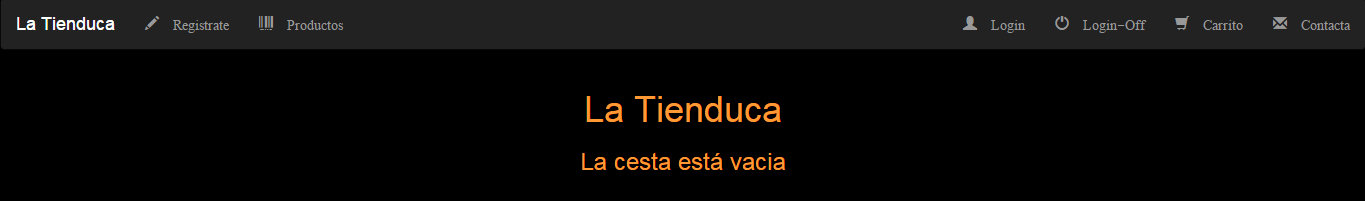 La Tienduca Registrate Productos Login Login-Off Carrito Contacta
La Tienduca
La cesta está vacia